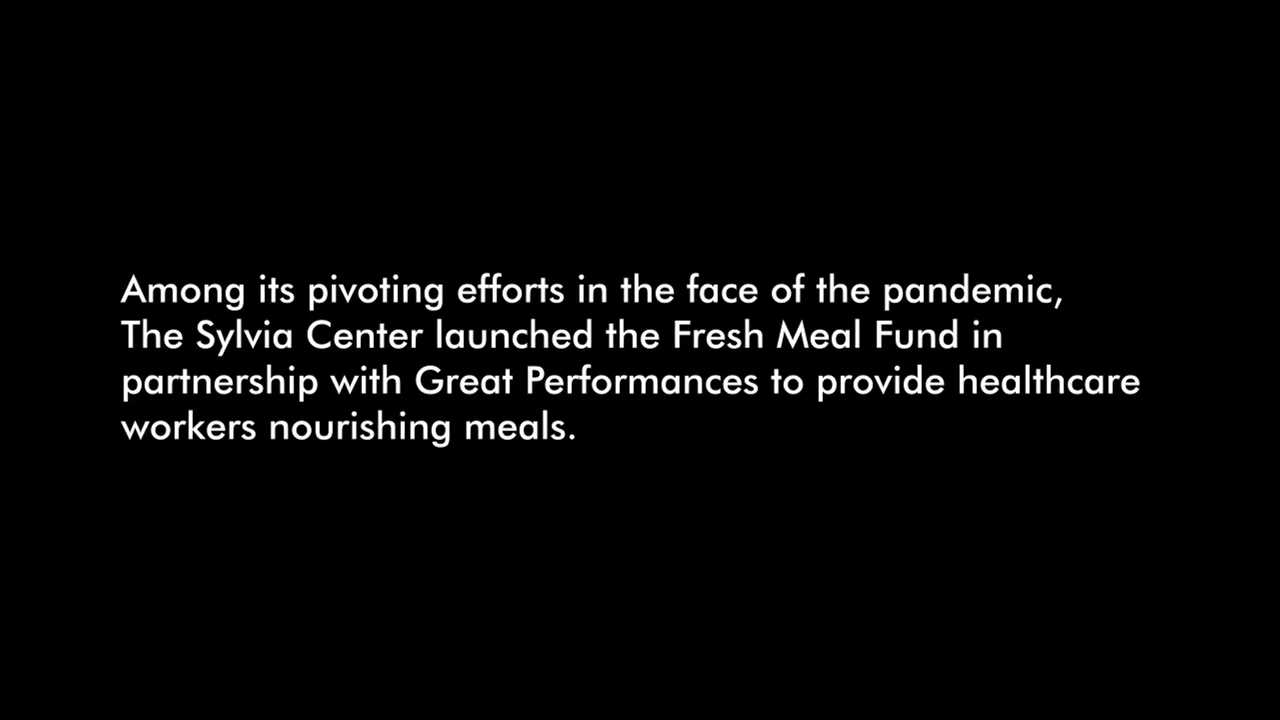 Among its pivoting efforts in the face of the pandemic,
The Sylvia Center launched the Fresh Meal Fund in
partnership with Great Performances to provide healthcare
workers nourishing meals.